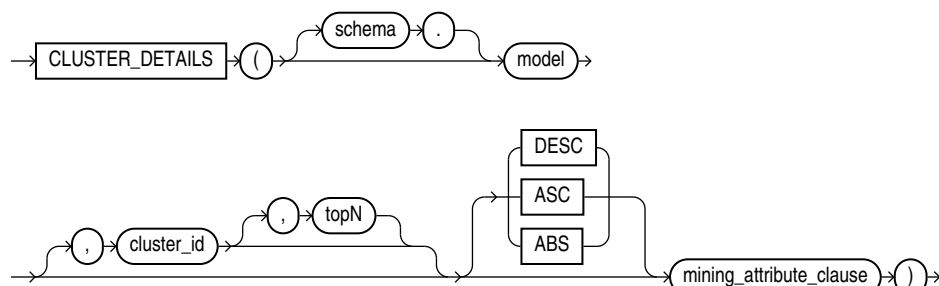 schema .
CLUSTER_DETAILS ( model
DESC
ASC
, topN
, cluster_id ABS
mining_attribute_clause )